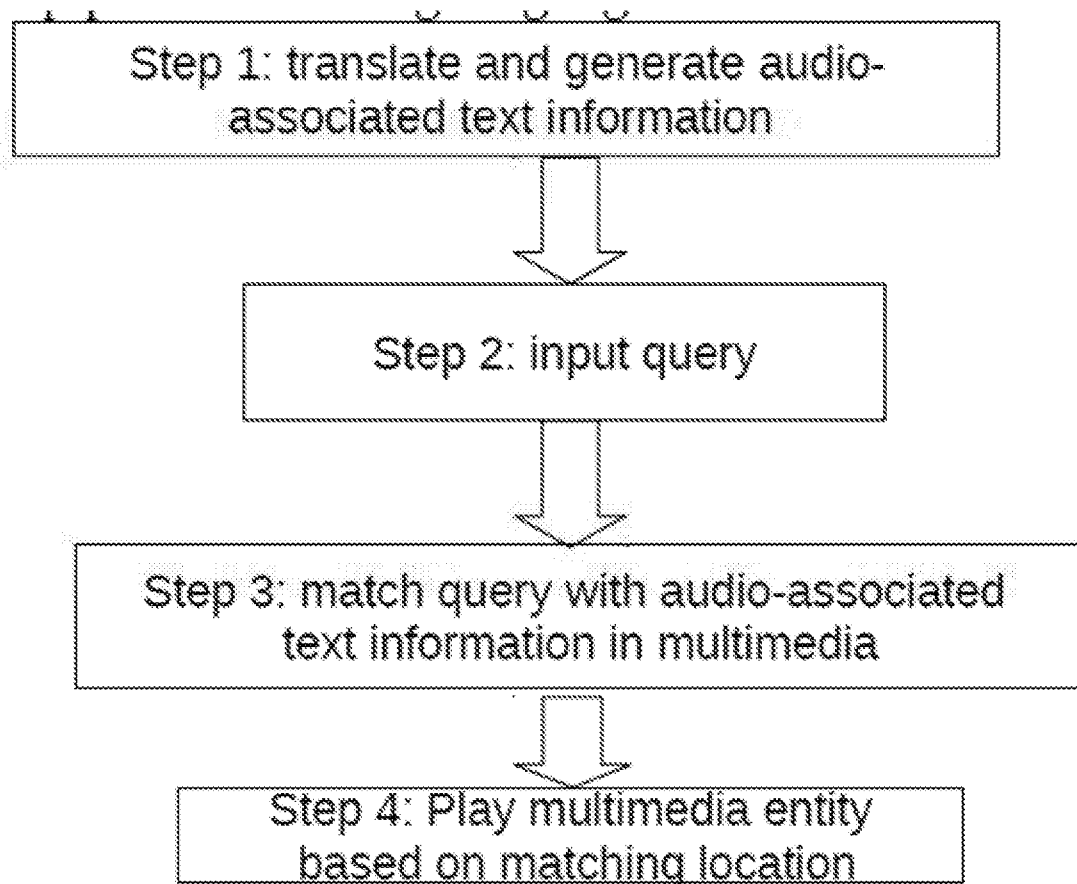 Step 1: translate and generate audio-
associated text information
Step 2: input query
Step 3: match query with audio-associated
text information in multimedia
Step 4: Play multimedia entity
based on matching location